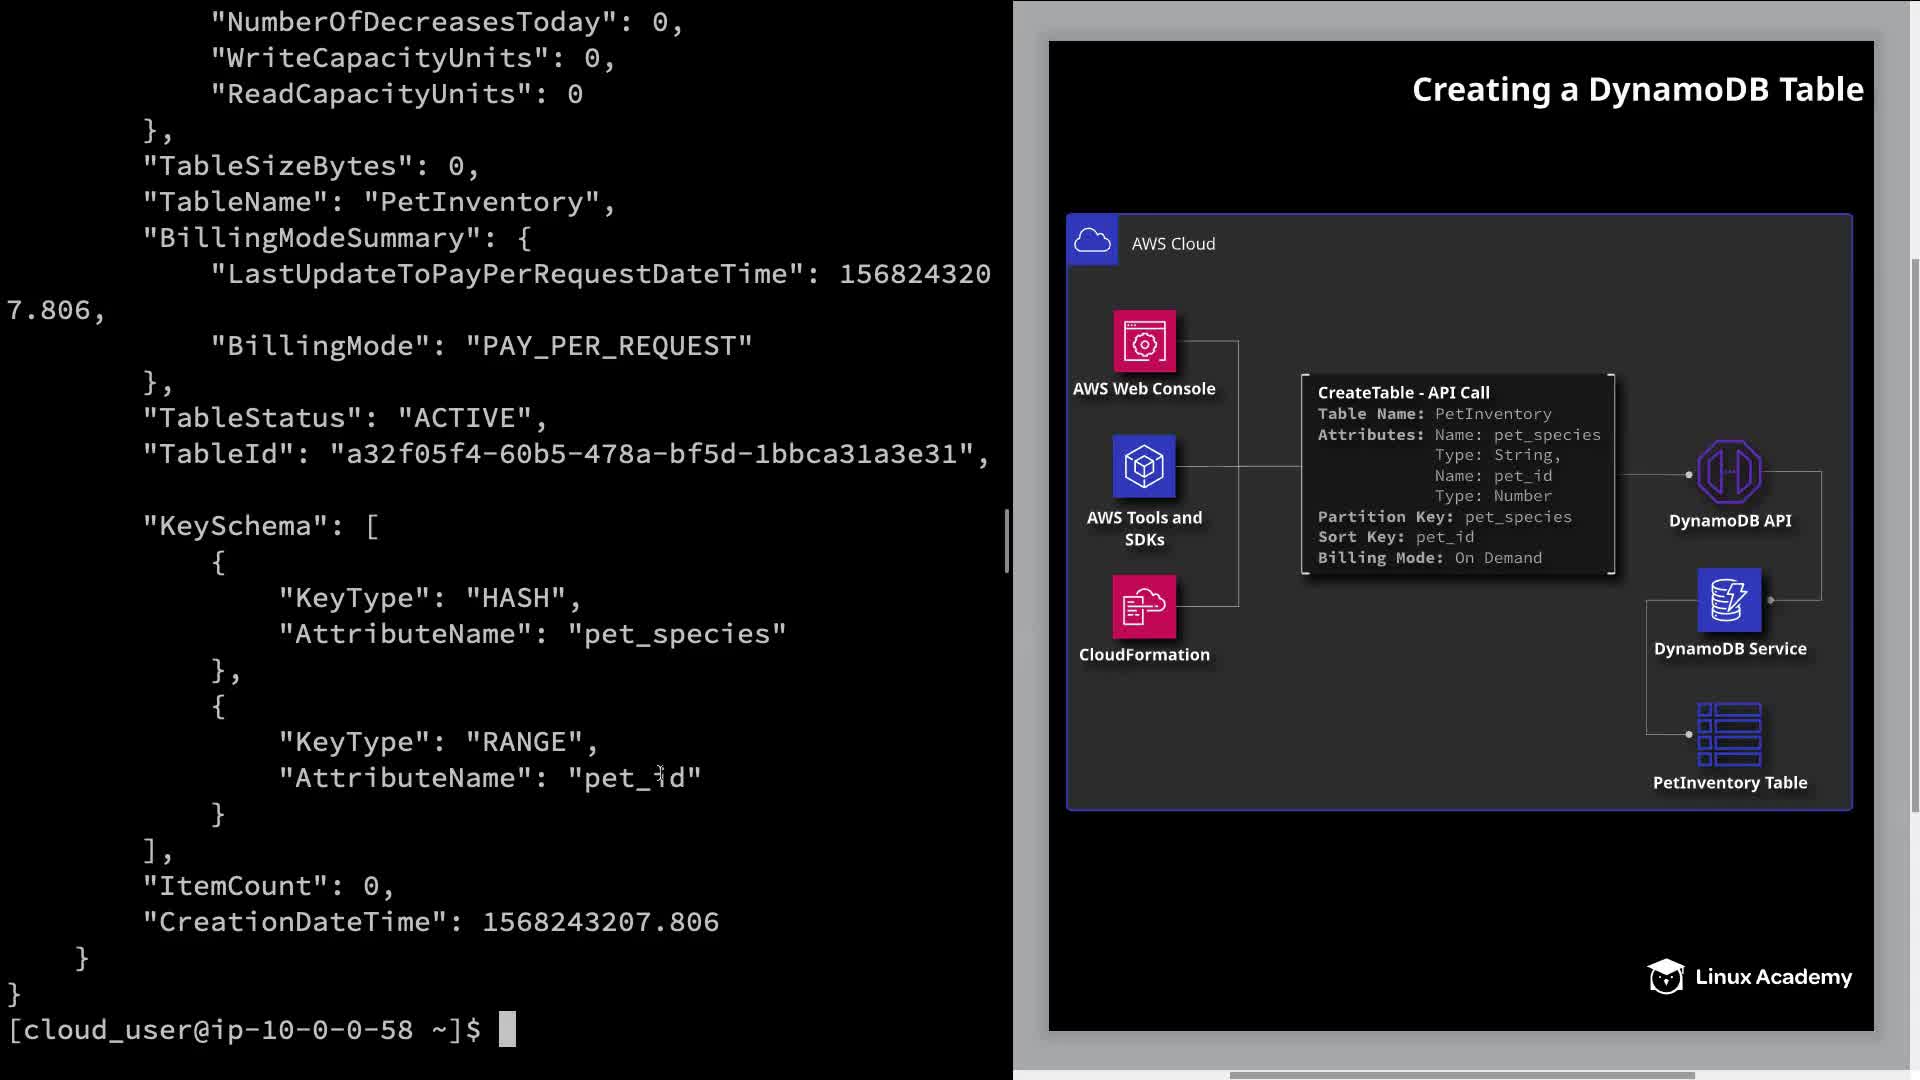 "NumberOfDecreasesToday": 0,
"WriteCapacityUnits": 0,
"ReadCapacityUnits": 0
},
"TableSizeBytes": 0,
"TableName": "PetInventory",
"BillingModeSummary": {
"LastUpdateToPayPerRequestDateTime": 156824320
7.806,
"BillingMode": "PAY_PER_REQUEST"
},
"TableStatus": "ACTIVE",
"TableId": "a32f05f4-60b5-478a-bf5d-1bbca31a3e31",
"KeySchema": [
{
"KeyType": "HASH",
"AttributeName": "pet_species"
},
{
"KeyType": "RANGE",
"AttributeName": "pet_id"
}
],
"ItemCount": 0,
"CreationDateTime": 1568243207.806
}
}
[cloud_user@ip-10-0-0-58 ~]$
Creating a DynamoDB Table
AWS Cloud
AWS Web Console
AWS Tools and
SDKs
CloudFormation
CreateTable - API Call
Table Name: PetInventory
Attributes: Name: pet_species
Type: String,
Name: pet_id
Type: Number
Partition Key: pet_species
Sort Key: pet_id
Billing Mode: On Demand
DynamoDB API
DynamoDB Service
PetInventory Table
Linux Academy